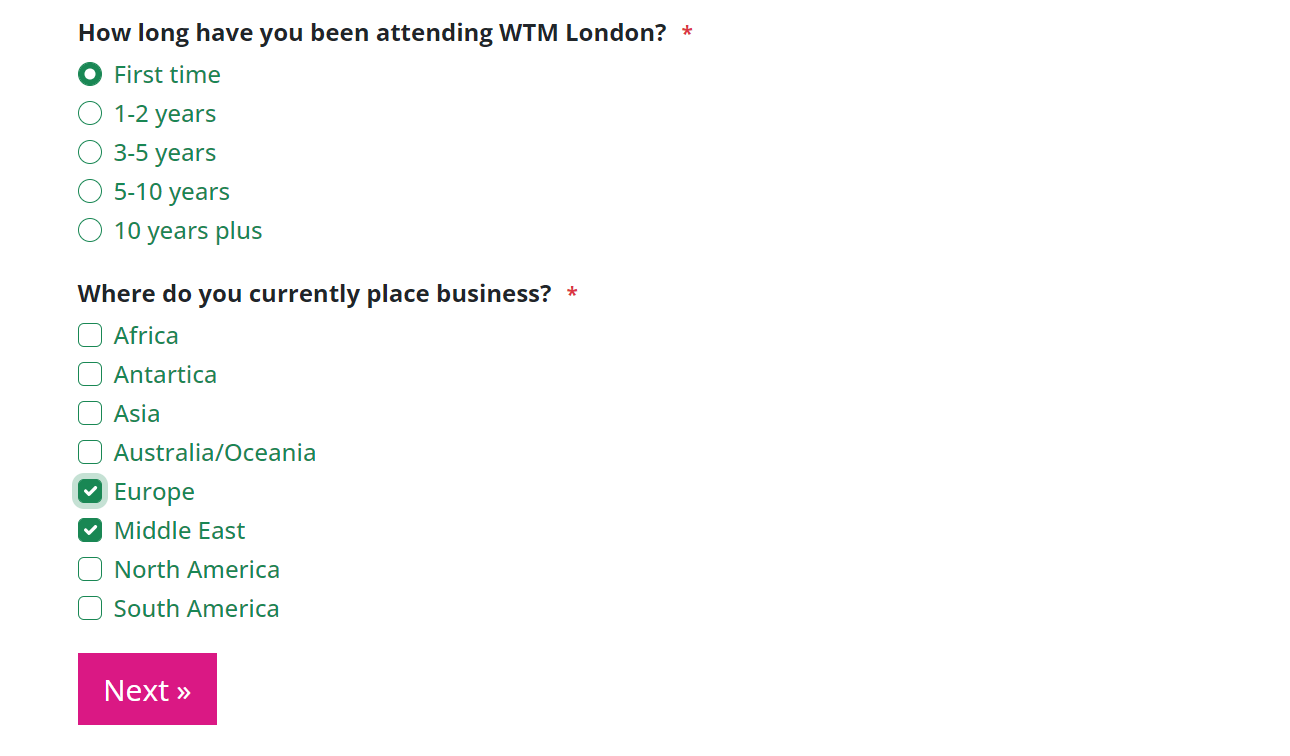 How long have you been attending WTM London? *
First time
1-2 years
3-5 years
5-10 years
10 years plus
Where do you currently place business? *
Africa
Antartica
Asia
Australia/Oceania
Europe
Middle East
North America
South America
Next »